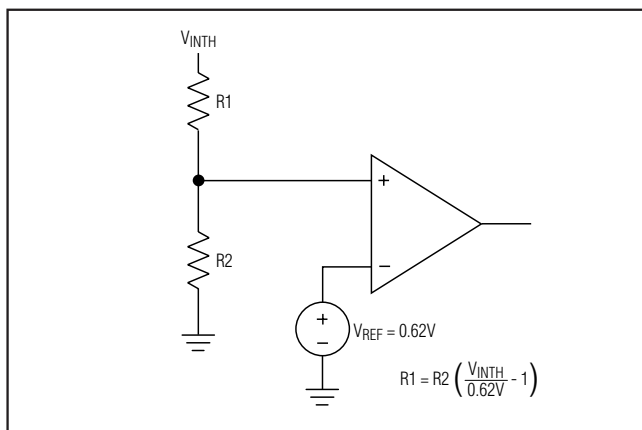 VINTH
R1
+
R2
−
+
−
VREF = 0.62V
R1 = R2 ( VINTH / 0.62V - 1 )